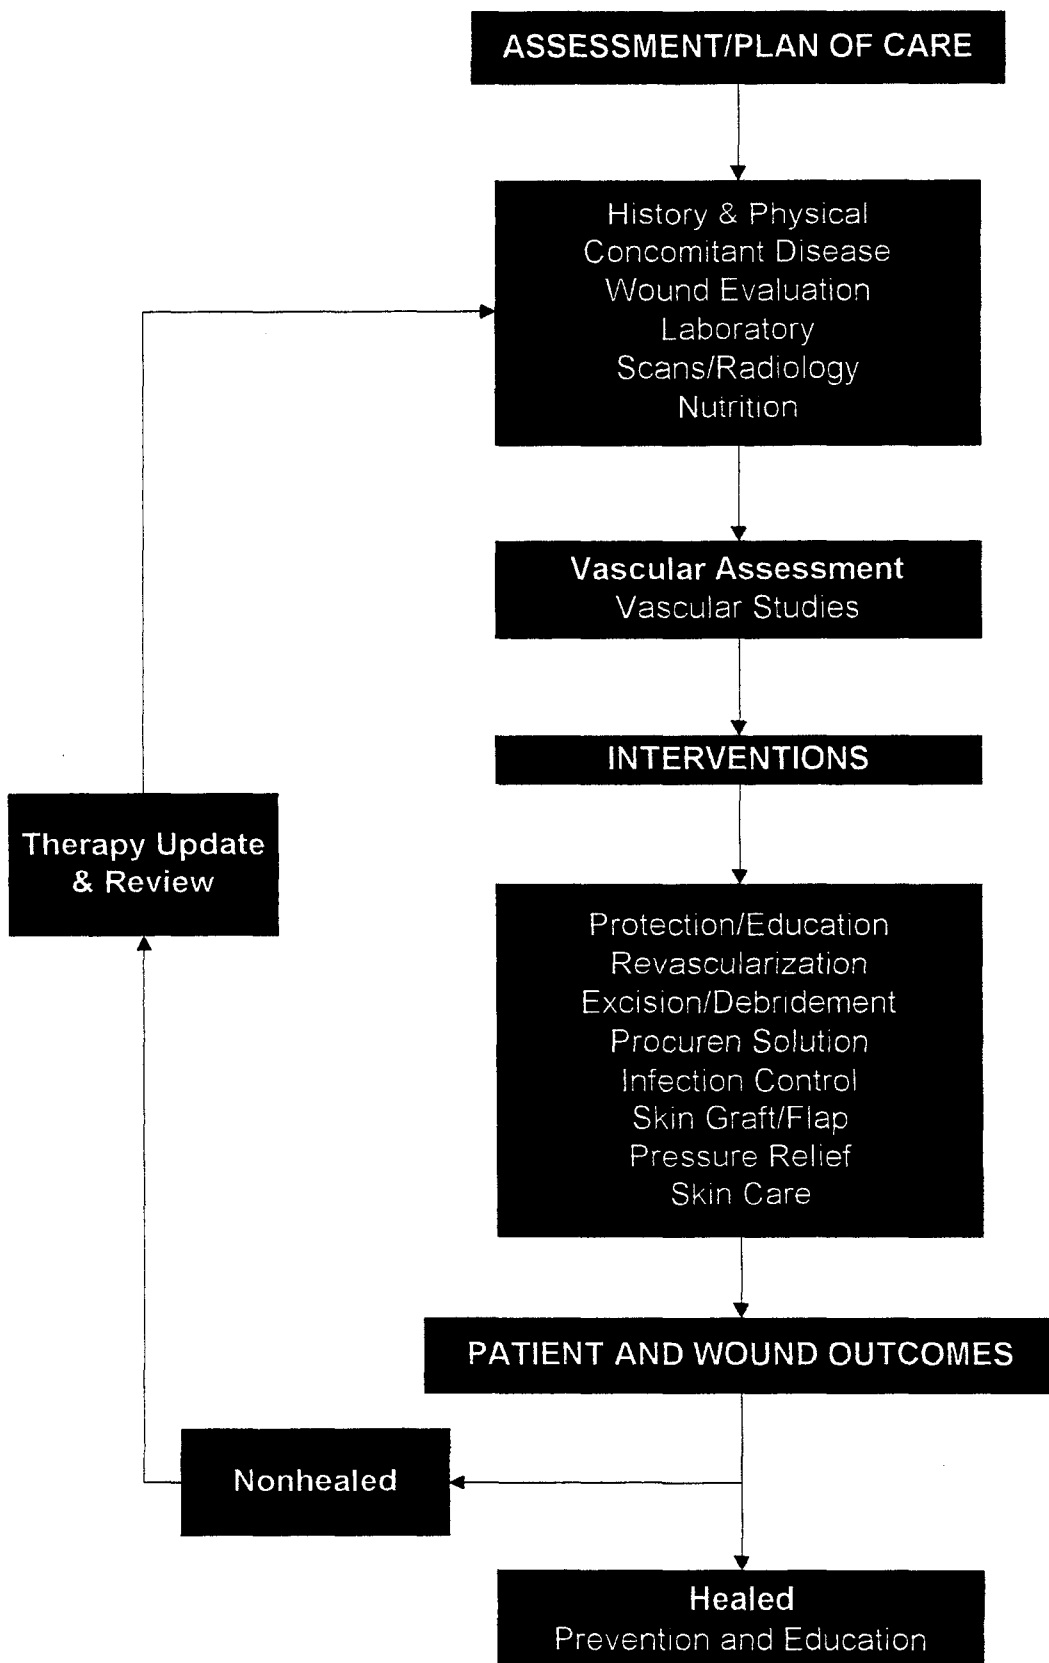 ASSESSMENT/PLAN OF CARE
History & Physical
Concomitant Disease
Wound Evaluation
Laboratory
Scans/Radiology
Nutrition
Vascular Assessment
Vascular Studies
INTERVENTIONS
Therapy Update
& Review
Protection/Education
Revascularization
Excision/Debridement
Procuren Solution
Infection Control
Skin Graft/Flap
Pressure Relief
Skin Care
PATIENT AND WOUND OUTCOMES
Nonhealed
Healed
Prevention and Education